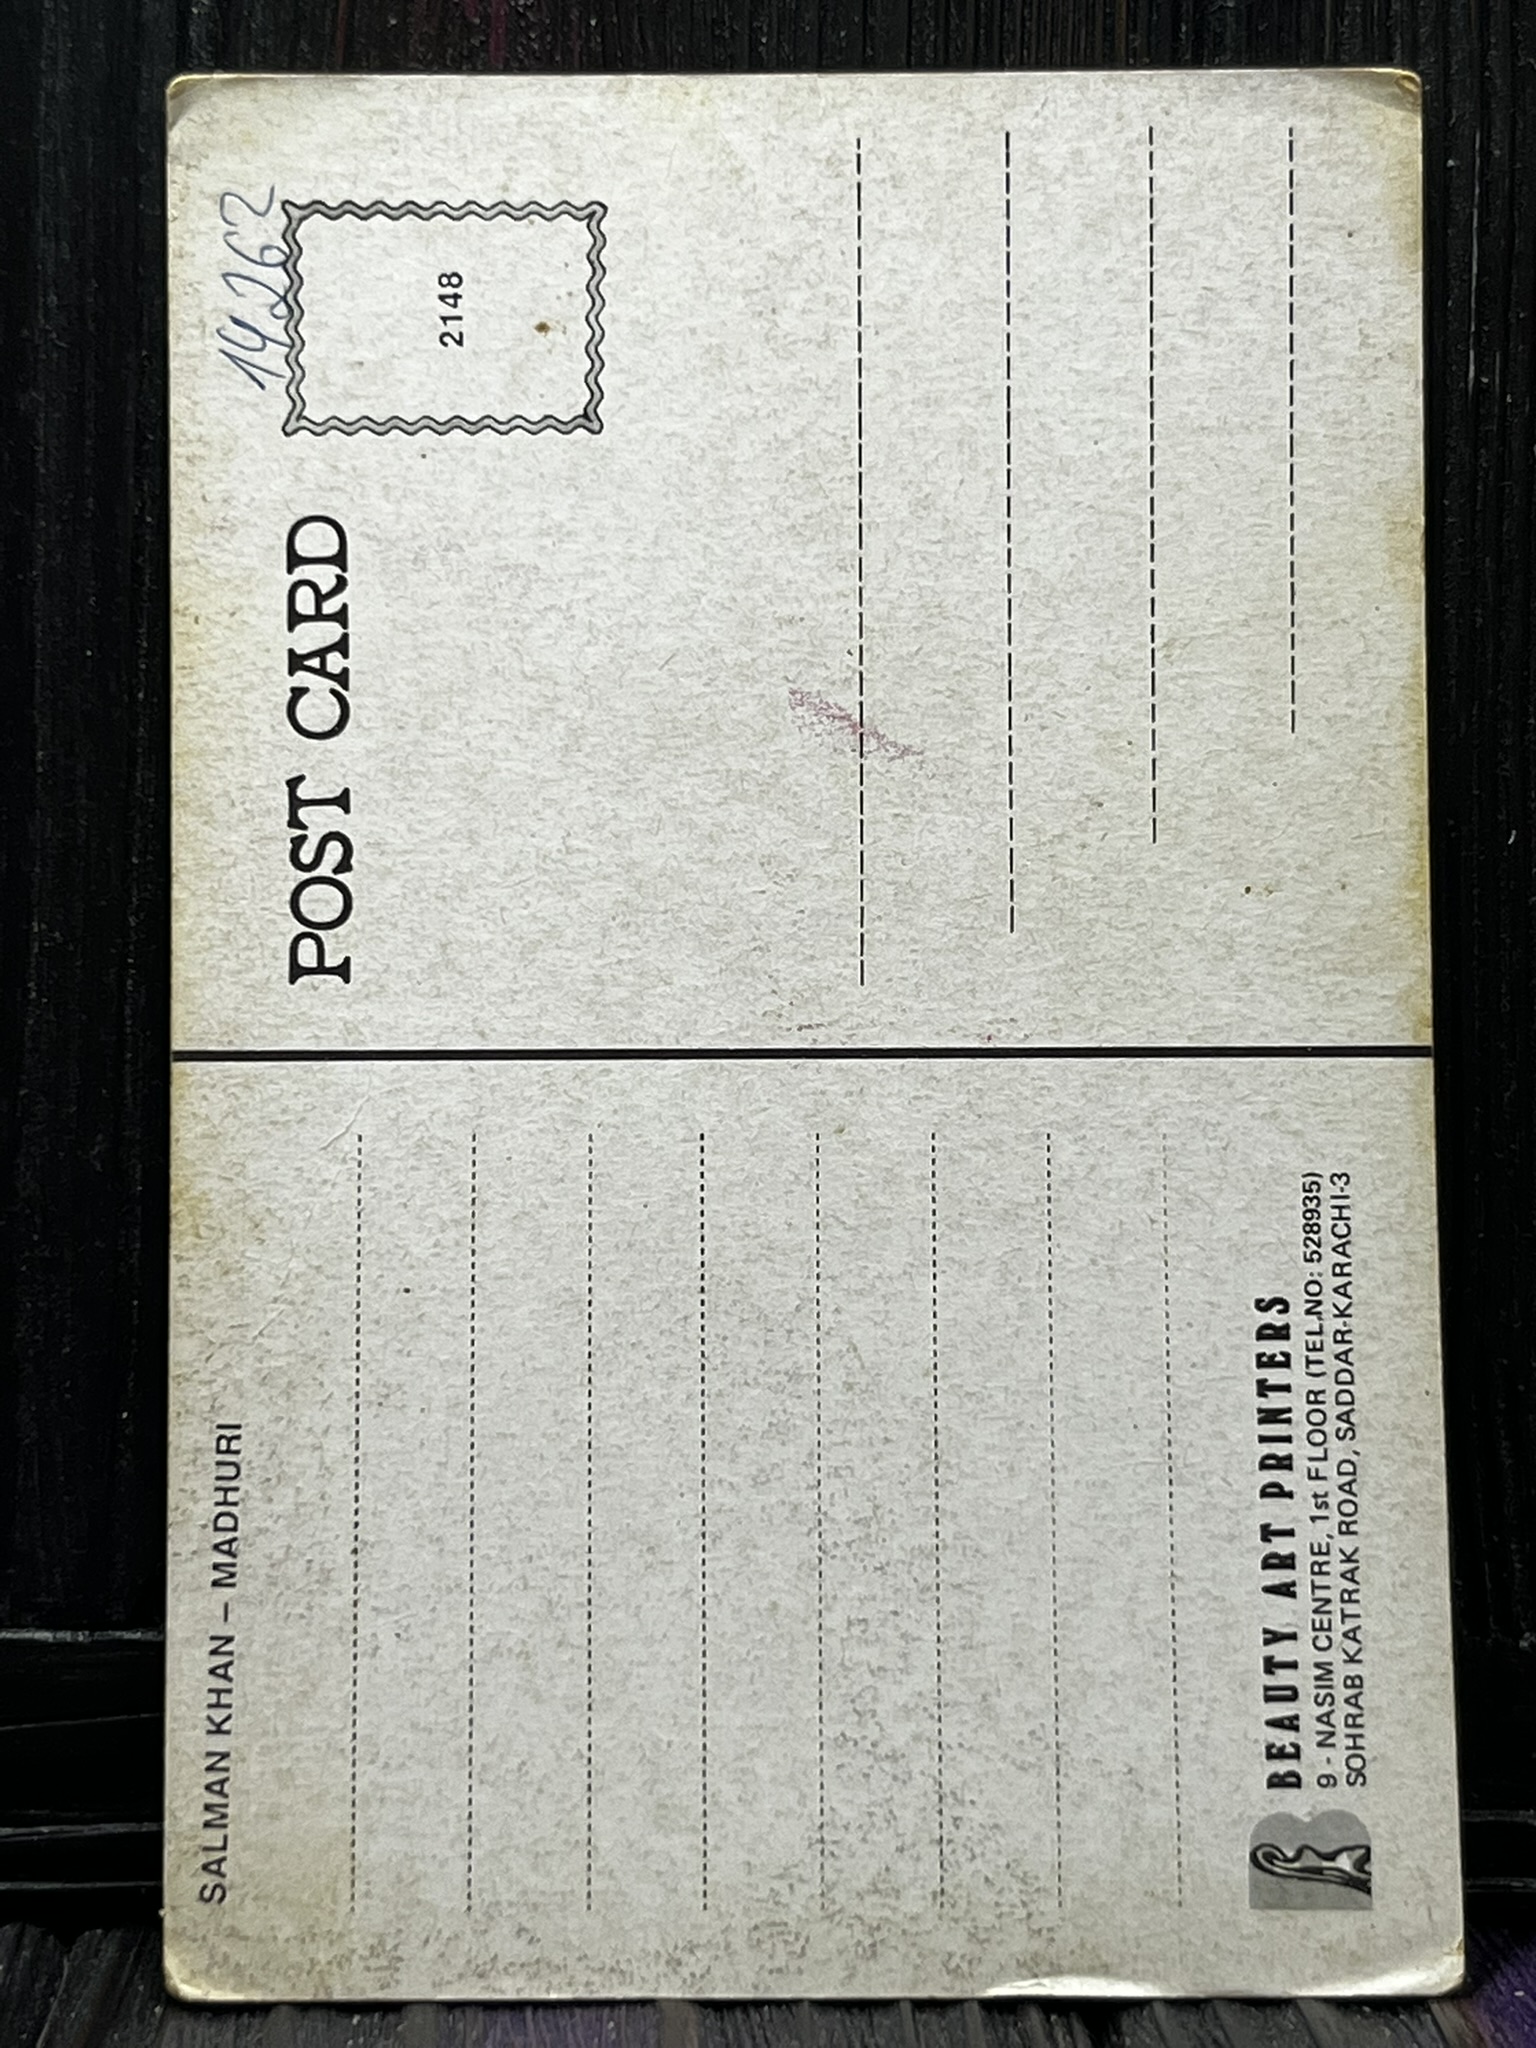 SALMAN KHAN – MADHURI
BEAUTY ART PRINTERS
9 - NASIM CENTRE, 1st FLOOR (TEL.NO: 528935)
SOHRAB KATRAK ROAD, SADDAR-KARACHI-3
POST CARD
14262
2148